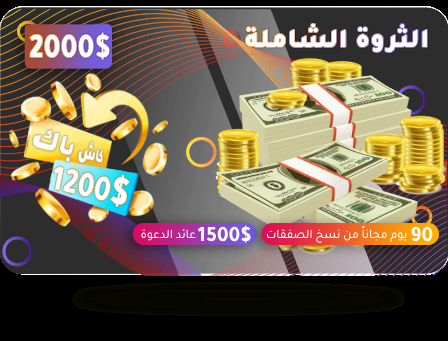 الثروة الشاملة
2000$
كاش باك
1200$
90 يوم مجاناً من نسخ الصفقات
1500$ عائد الدعوة